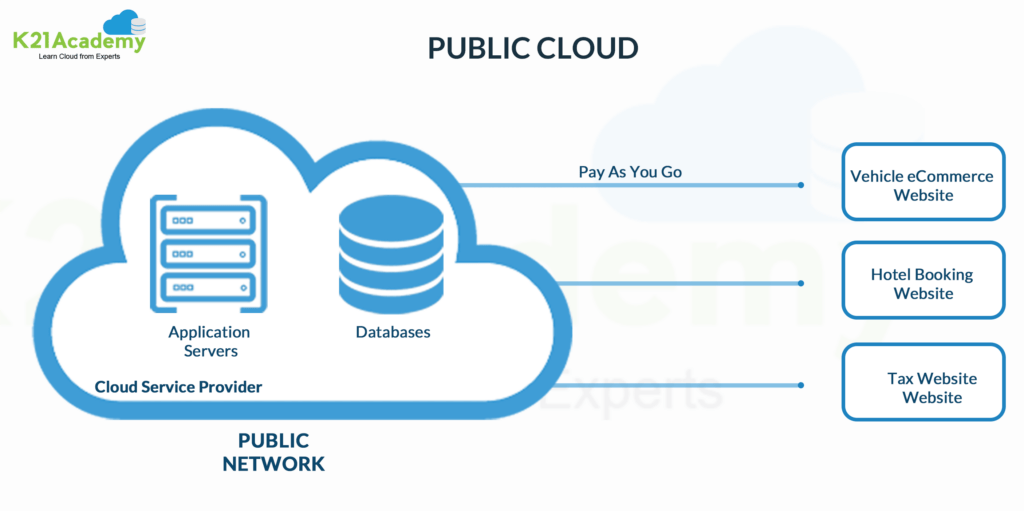 K21Academy
Learn Cloud from Experts
PUBLIC CLOUD
Pay As You Go
Vehicle eCommerce
Website
Hotel Booking
Website
Tax Website
Website
Application
Servers
Databases
Cloud Service Provider
PUBLIC
NETWORK
Experts